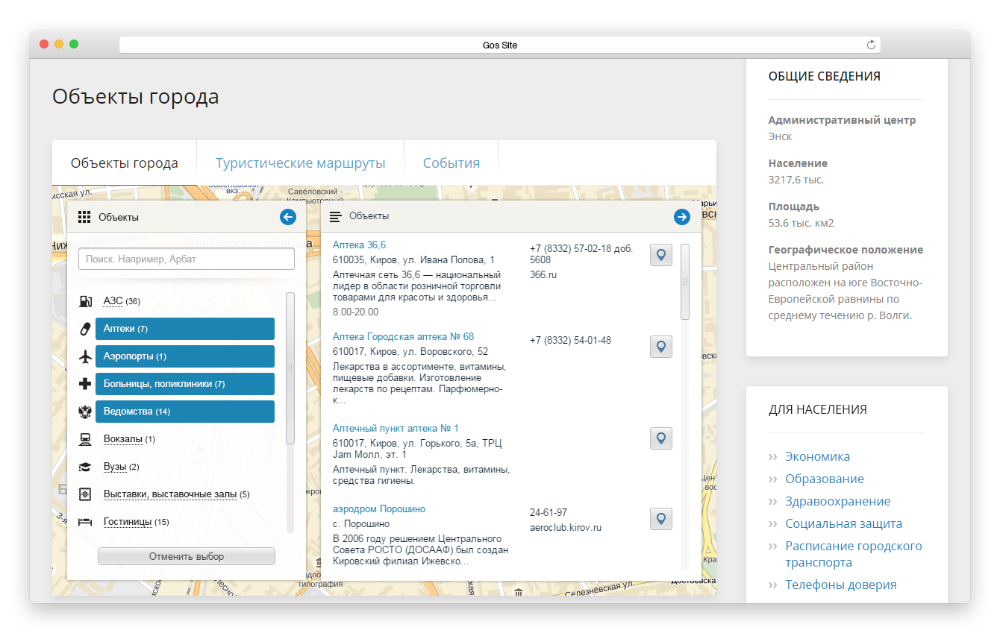 Gos Site
Объекты города
Объекты города
Туристические маршруты
События
Савёловский
вкз.
Савёловский -
Компьютерный
Савёловская эстакада
Объекты
Поиск. Например, Арбат
АЗС (36)
Аптеки (7)
Аэропорты (1)
Больницы, поликлиники (7)
Ведомства (14)
Вокзалы (1)
Вузы (2)
Выставки, выставочные залы (5)
Гостиницы (15)
Отменить выбор
Объекты
Аптека 36,6
610035, Киров, ул. Ивана Попова, 1
Аптечная сеть 36,6 — национальный
лидер в области розничной торговли
товарами для красоты и здоровья...
8.00-20.00
+7 (8332) 57-02-18 доб.
5608
366.ru
Аптека Городская аптека № 68
610017, Киров, ул. Воровского, 52
Лекарства в ассортименте, витамины,
пищевые добавки. Изготовление
лекарств по рецептам. Парфюмерно-
к...
+7 (8332) 54-01-48
Аптечный пункт аптека № 1
610017, Киров, ул. Горького, 5а, ТРЦ
Jam Молл, эт. 1
Аптечный пункт. Лекарства, витамины,
средства гигиены.
аэродром Порошино
с. Порошино
В 2006 году решением Центрального
Совета РОСТО (ДОСААФ) был создан
Кировский филиал Ижевско...
24-61-97
aeroclub.kirov.ru
типография
Селезнёвская ул.
ОБЩИЕ СВЕДЕНИЯ
Административный центр
Энск
Население
3217,6 тыс.
Площадь
53,6 тыс. км2
Географическое положение
Центральный район
расположен на юге Восточно-
Европейской равнины по
среднему течению р. Волги.
ДЛЯ НАСЕЛЕНИЯ
›› Экономика
›› Образование
›› Здравоохранение
›› Социальная защита
›› Расписание городского
транспорта
›› Телефоны доверия